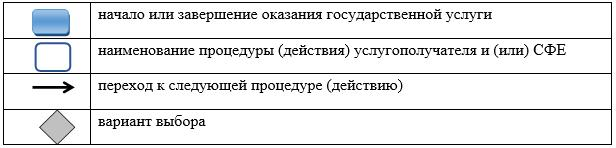 начало или завершение оказания государственной услуги
наименование процедуры (действия) услугополучателя и (или) СФЕ
переход к следующей процедуре (действию)
вариант выбора